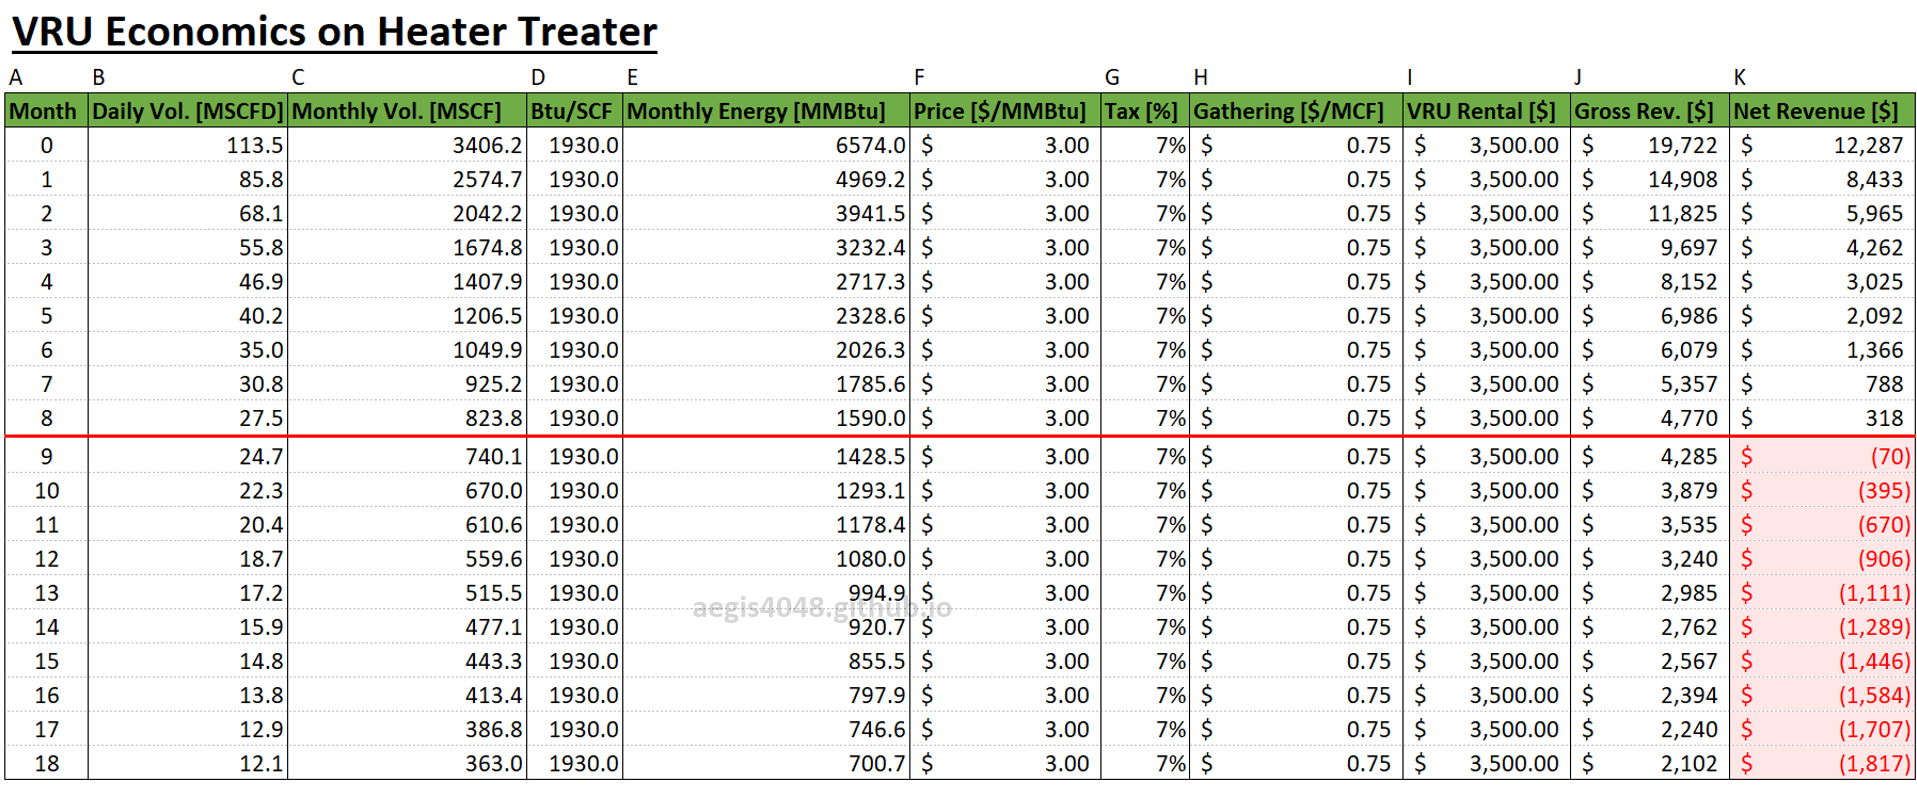 VRU Economics on Heater Treater
A B C D E F G H I J K
Month Daily Vol. [MSCFD] Monthly Vol. [MSCF] Btu/SCF Monthly Energy [MMBtu] Price [$/MMBtu] Tax [%] Gathering [$/MCF] VRU Rental [$] Gross Rev. [$] Net Revenue [$]
0 113.5 3406.2 1930.0 6574.0 $ 3.00 7% $ 0.75 $ 3,500.00 $ 19,722 $ 12,287
1 85.8 2574.7 1930.0 4969.2 $ 3.00 7% $ 0.75 $ 3,500.00 $ 14,908 $ 8,433
2 68.1 2042.2 1930.0 3941.5 $ 3.00 7% $ 0.75 $ 3,500.00 $ 11,825 $ 5,965
3 55.8 1674.8 1930.0 3232.4 $ 3.00 7% $ 0.75 $ 3,500.00 $ 9,697 $ 4,262
4 46.9 1407.9 1930.0 2717.3 $ 3.00 7% $ 0.75 $ 3,500.00 $ 8,152 $ 3,025
5 40.2 1206.5 1930.0 2328.6 $ 3.00 7% $ 0.75 $ 3,500.00 $ 6,986 $ 2,092
6 35.0 1049.9 1930.0 2026.3 $ 3.00 7% $ 0.75 $ 3,500.00 $ 6,079 $ 1,366
7 30.8 925.2 1930.0 1785.6 $ 3.00 7% $ 0.75 $ 3,500.00 $ 5,357 $ 788
8 27.5 823.8 1930.0 1590.0 $ 3.00 7% $ 0.75 $ 3,500.00 $ 4,770 $ 318
9 24.7 740.1 1930.0 1428.5 $ 3.00 7% $ 0.75 $ 3,500.00 $ 4,285 $ (70)
10 22.3 670.0 1930.0 1293.1 $ 3.00 7% $ 0.75 $ 3,500.00 $ 3,879 $ (395)
11 20.4 610.6 1930.0 1178.4 $ 3.00 7% $ 0.75 $ 3,500.00 $ 3,535 $ (670)
12 18.7 559.6 1930.0 1080.0 $ 3.00 7% $ 0.75 $ 3,500.00 $ 3,240 $ (906)
13 17.2 515.5 1930.0 994.9 $ 3.00 7% $ 0.75 $ 3,500.00 $ 2,985 $ (1,111)
aegis4048.github.io
14 15.9 477.1 1930.0 920.7 $ 3.00 7% $ 0.75 $ 3,500.00 $ 2,762 $ (1,289)
15 14.8 443.3 1930.0 855.5 $ 3.00 7% $ 0.75 $ 3,500.00 $ 2,567 $ (1,446)
16 13.8 413.4 1930.0 797.9 $ 3.00 7% $ 0.75 $ 3,500.00 $ 2,394 $ (1,584)
17 12.9 386.8 1930.0 746.6 $ 3.00 7% $ 0.75 $ 3,500.00 $ 2,240 $ (1,707)
18 12.1 363.0 1930.0 700.7 $ 3.00 7% $ 0.75 $ 3,500.00 $ 2,102 $ (1,817)